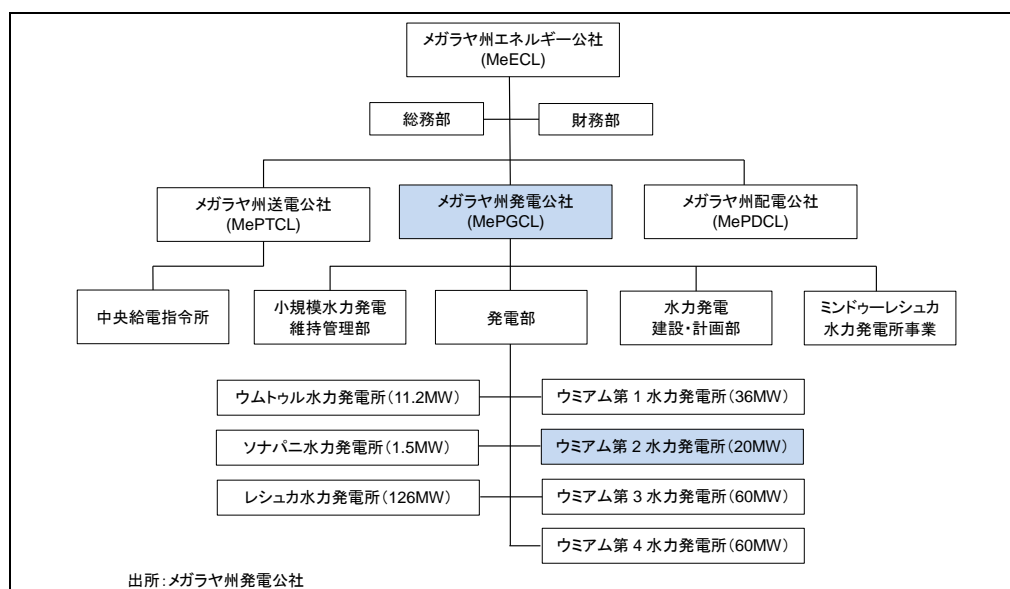 メガラヤ州エネルギー公社
(MeECL)
総務部
財務部
メガラヤ州送電公社
(MePTCL)
メガラヤ州発電公社
(MePGCL)
メガラヤ州配電公社
(MePDCL)
中央給電指令所
小規模水力発電
維持管理部
発電部
水力発電
建設・計画部
ミンドゥーレシュカ
水力発電所事業
ウムトゥル水力発電所(11.2MW)
ウミアム第 1 水力発電所(36MW)
ソナパニ水力発電所(1.5MW)
ウミアム第 2 水力発電所(20MW)
レシュカ水力発電所(126MW)
ウミアム第 3 水力発電所(60MW)
ウミアム第 4 水力発電所(60MW)
出所:メガラヤ州発電公社